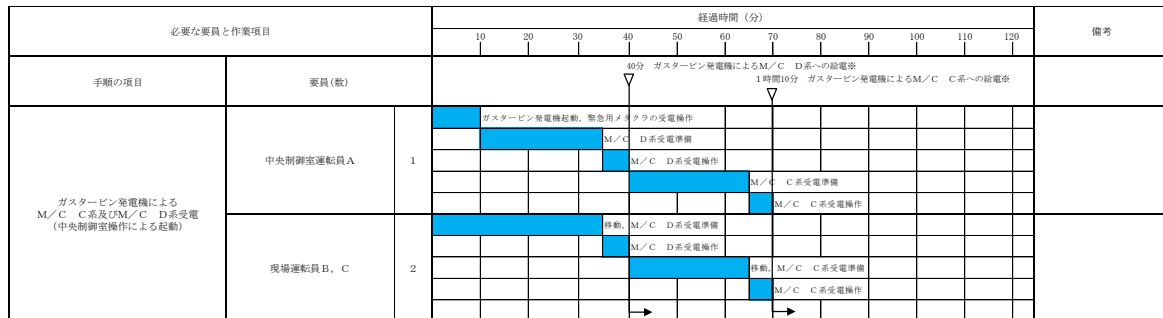 必要な要員と作業項目
経過時間（分）
備考
10 20 30 40 50 60 70 80 90 100 110 120
手順の項目
要員(数)
40分 ガスタービン発電機によるM／C D系への給電※
1時間10分 ガスタービン発電機によるM／C C系への給電※
ガスタービン発電機による
M／C C系及びM／C D系受電
（中央制御室操作による起動）
中央制御室運転員A
1
ガスタービン発電機起動，緊急用メタクラの受電操作
M／C D系受電準備
M／C D系受電操作
M／C C系受電準備
M／C C系受電操作
現場運転員B，C
2
移動，M／C D系受電準備
M／C D系受電操作
移動，M／C C系受電準備
M／C C系受電操作